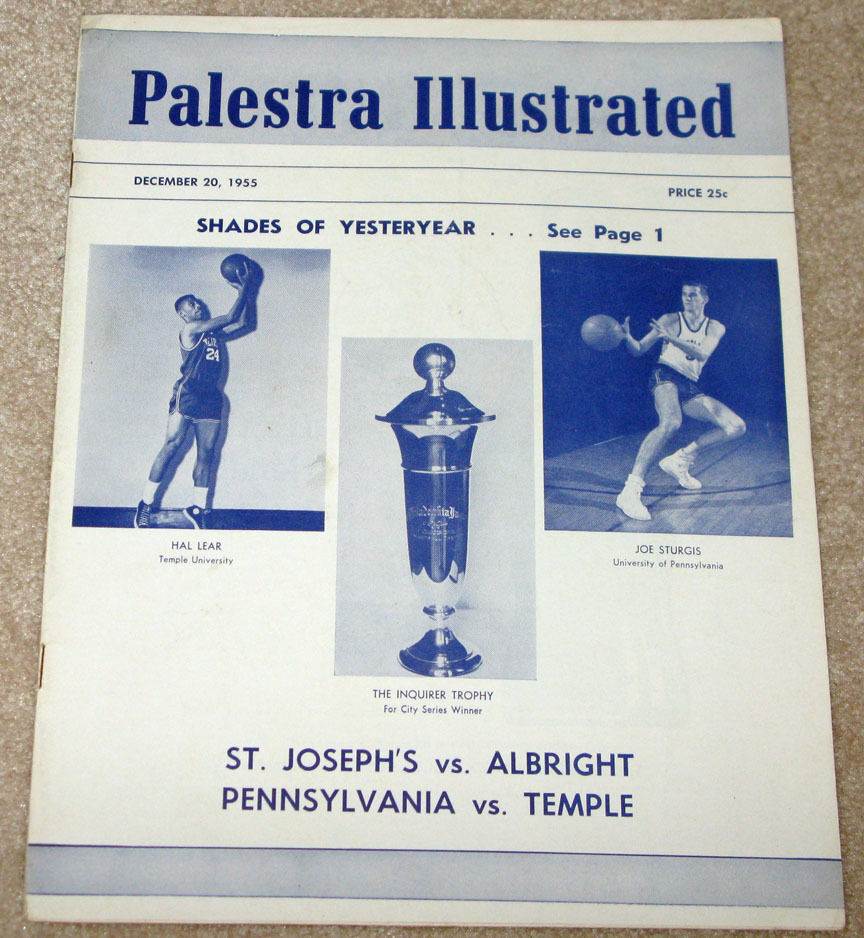 Palestra Illustrated
DECEMBER 20, 1955
PRICE 25c
SHADES OF YESTERYEAR . . . See Page 1
24
HAL LEAR
Temple University
JOE STURGIS
University of Pennsylvania
THE INQUIRER TROPHY
For City Series Winner
ST. JOSEPH'S vs. ALBRIGHT
PENNSYLVANIA vs. TEMPLE